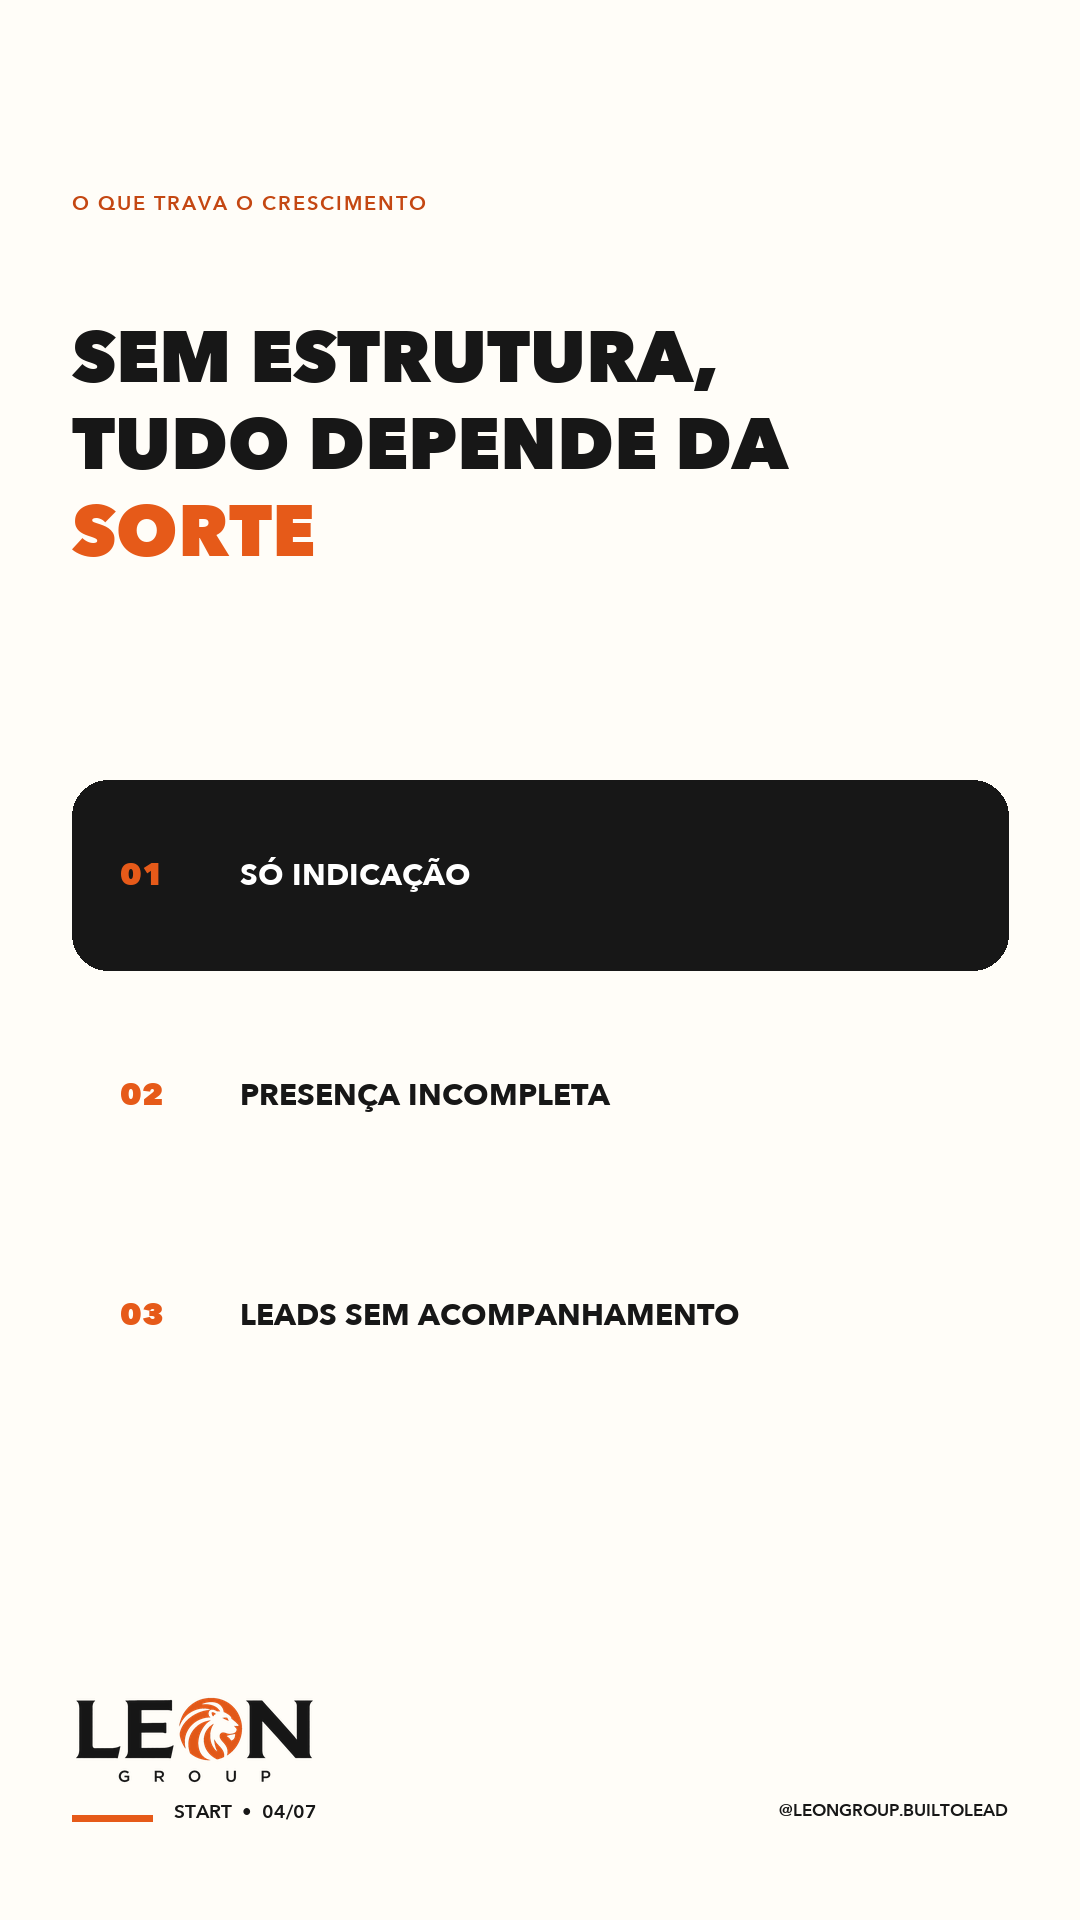 O QUE TRAVA O CRESCIMENTO
SEM ESTRUTURA,
TUDO DEPENDE DA
SORTE
01 SÓ INDICAÇÃO
02 PRESENÇA INCOMPLETA
03 LEADS SEM ACOMPANHAMENTO
LEON
GROUP
START • 04/07
@LEONGROUP.BUILTOLEAD